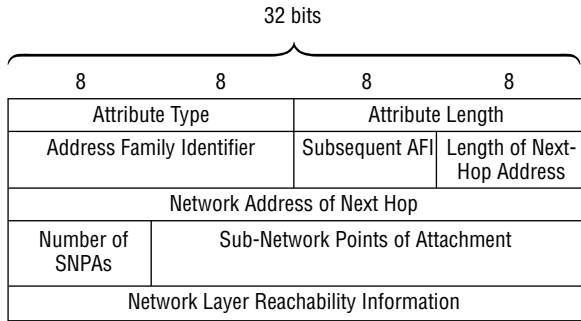 32 bits
8 8 8 8
Attribute Type Attribute Length
Address Family Identifier Subsequent AFI Length of Next-
Hop Address
Network Address of Next Hop
Number of
SNPAs Sub-Network Points of Attachment
Network Layer Reachability Information